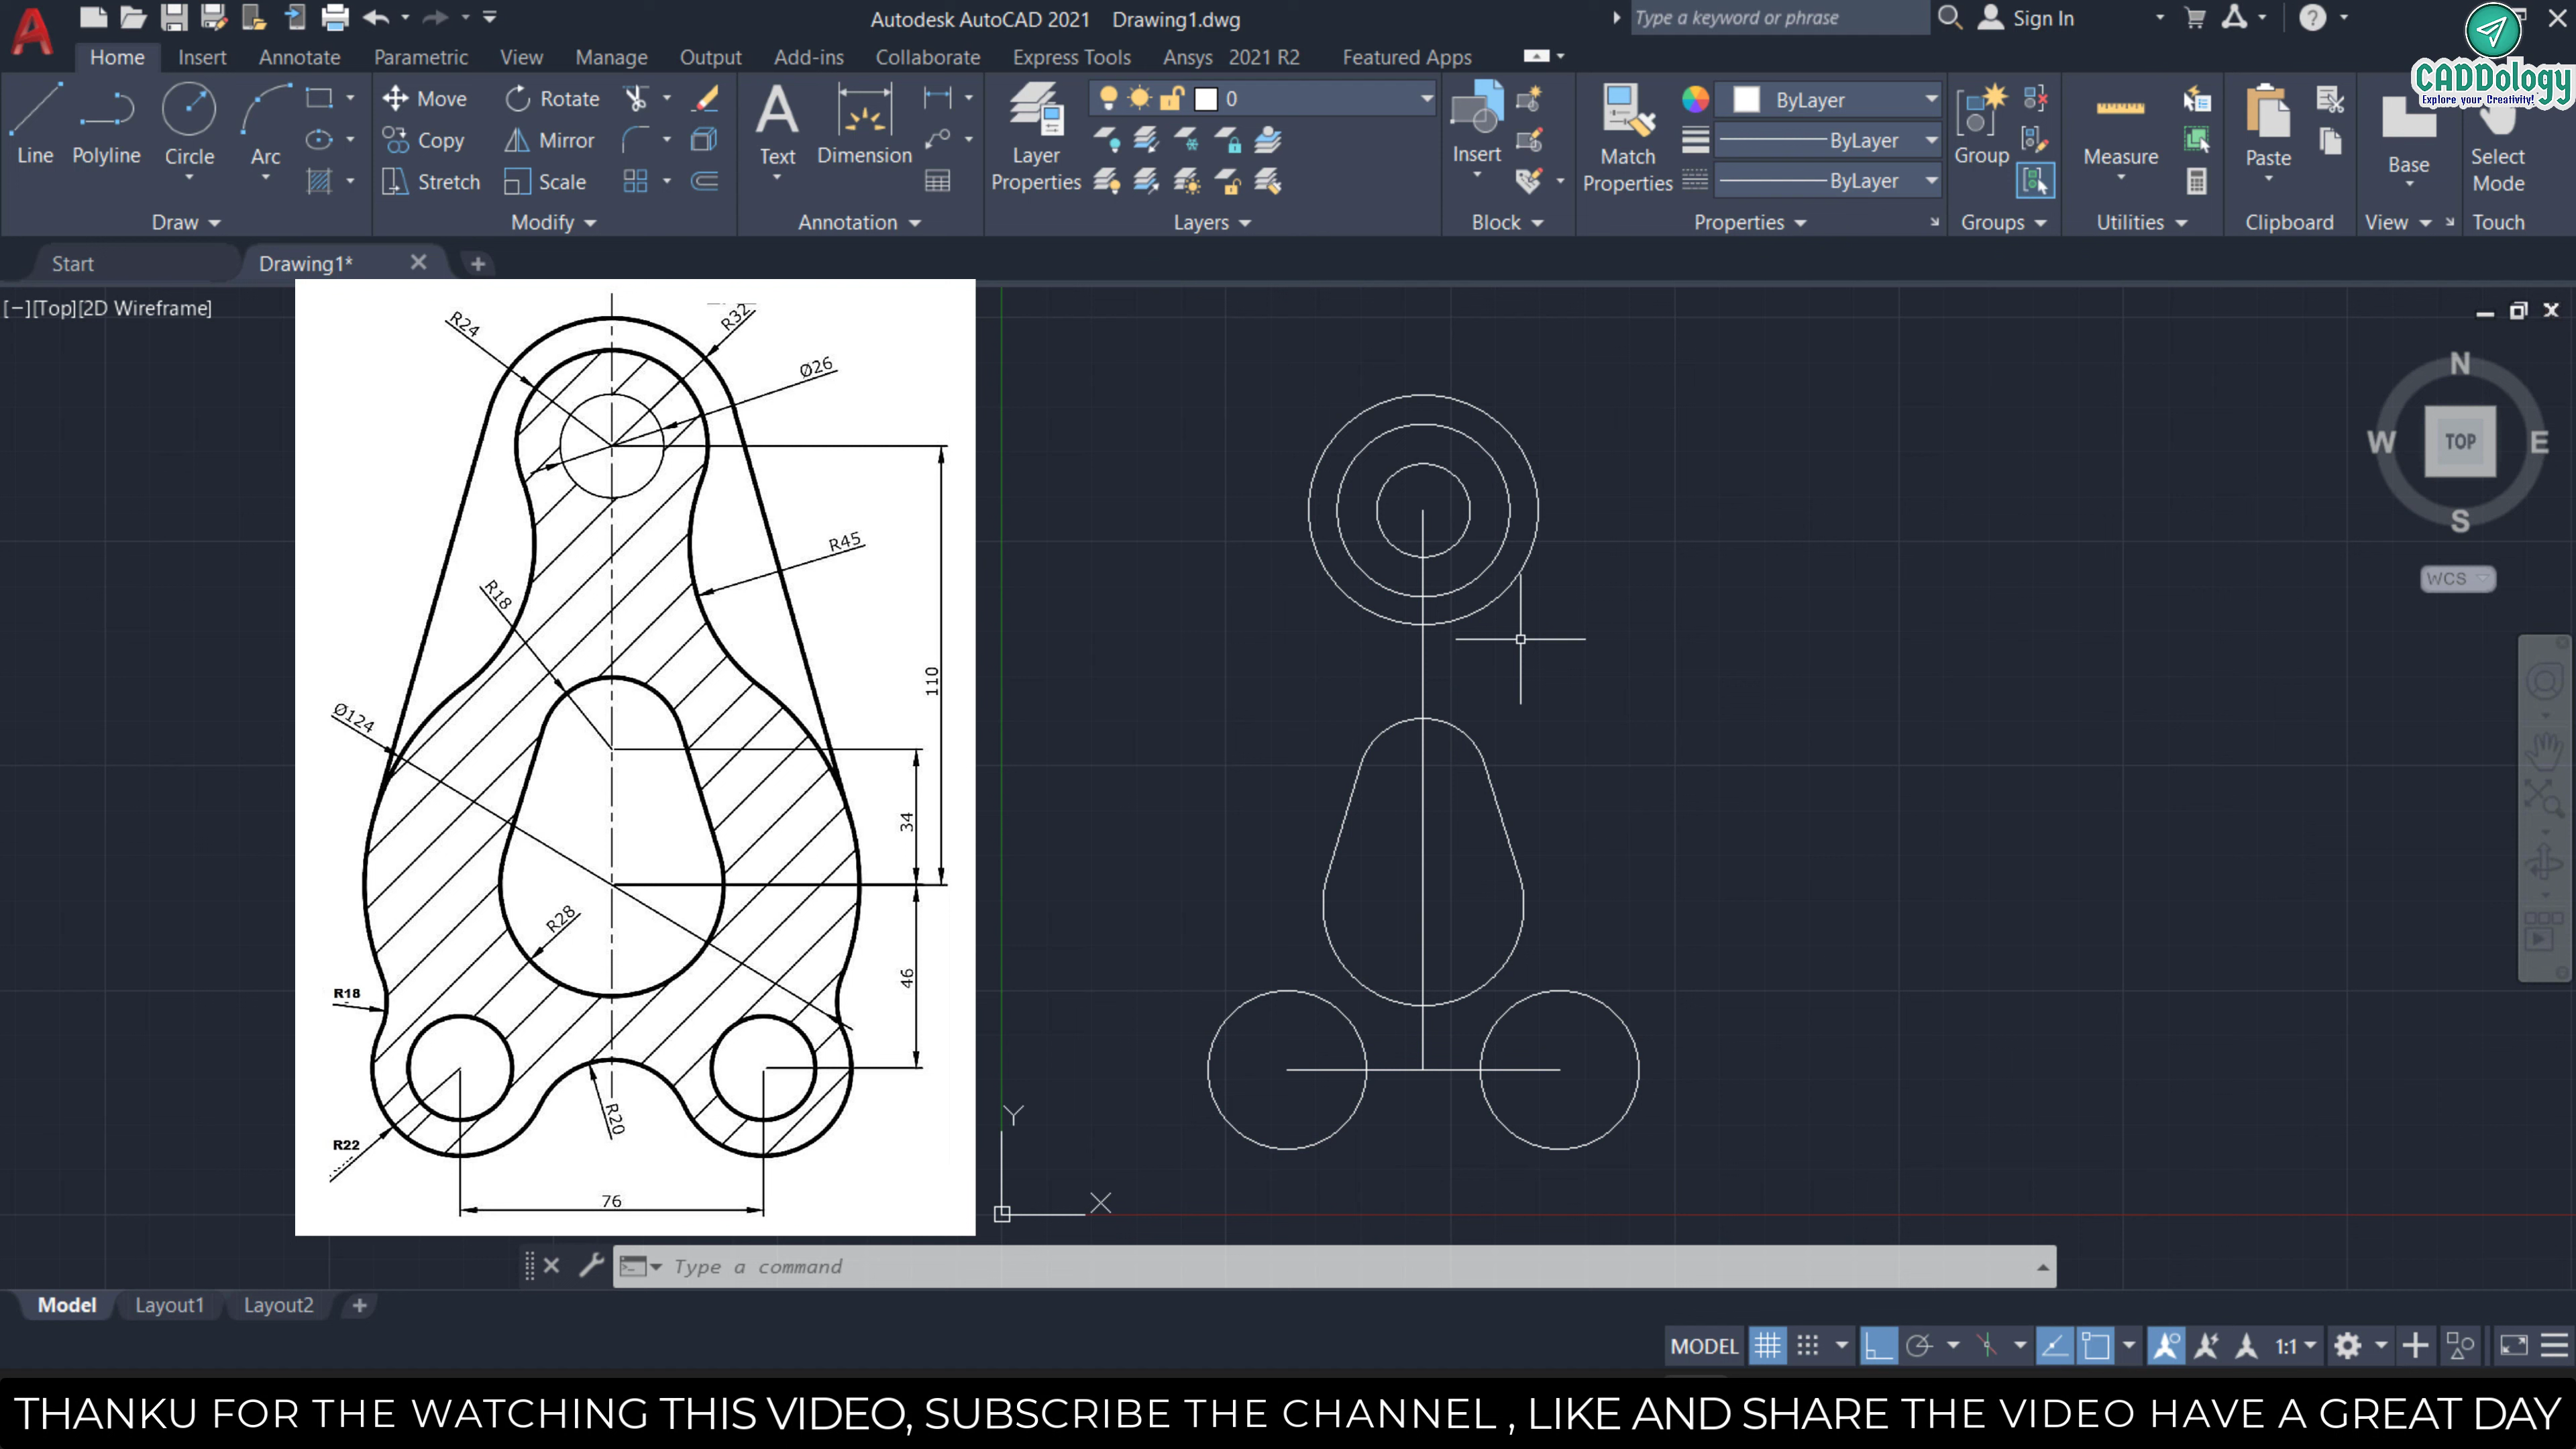 Autodesk AutoCAD 2021 Drawing1.dwg
Type a keyword or phrase
Sign In
CADDology
Explore your Creativity!
Home Insert Annotate Parametric View Manage Output Add-ins Collaborate Express Tools Ansys 2021 R2 Featured Apps
Line Polyline Circle Arc
Move Rotate
Copy Mirror
Stretch Scale
Text Dimension
Layer Properties
0
Insert
Match Properties
ByLayer
ByLayer
ByLayer
Group
Measure
Paste
Base
Select Mode
Draw Modify Annotation Layers Block Properties Groups Utilities Clipboard View Touch
Start Drawing1*
[−][Top][2D Wireframe]
R24
R32
Ø26
R45
R18
110
Ø124
34
R28
46
R18
R20
R22
76
Y
X
N
W TOP E
S
WCS
Type a command
Model Layout1 Layout2
MODEL 1:1
THANKU FOR THE WATCHING THIS VIDEO, SUBSCRIBE THE CHANNEL , LIKE AND SHARE THE VIDEO HAVE A GREAT DAY